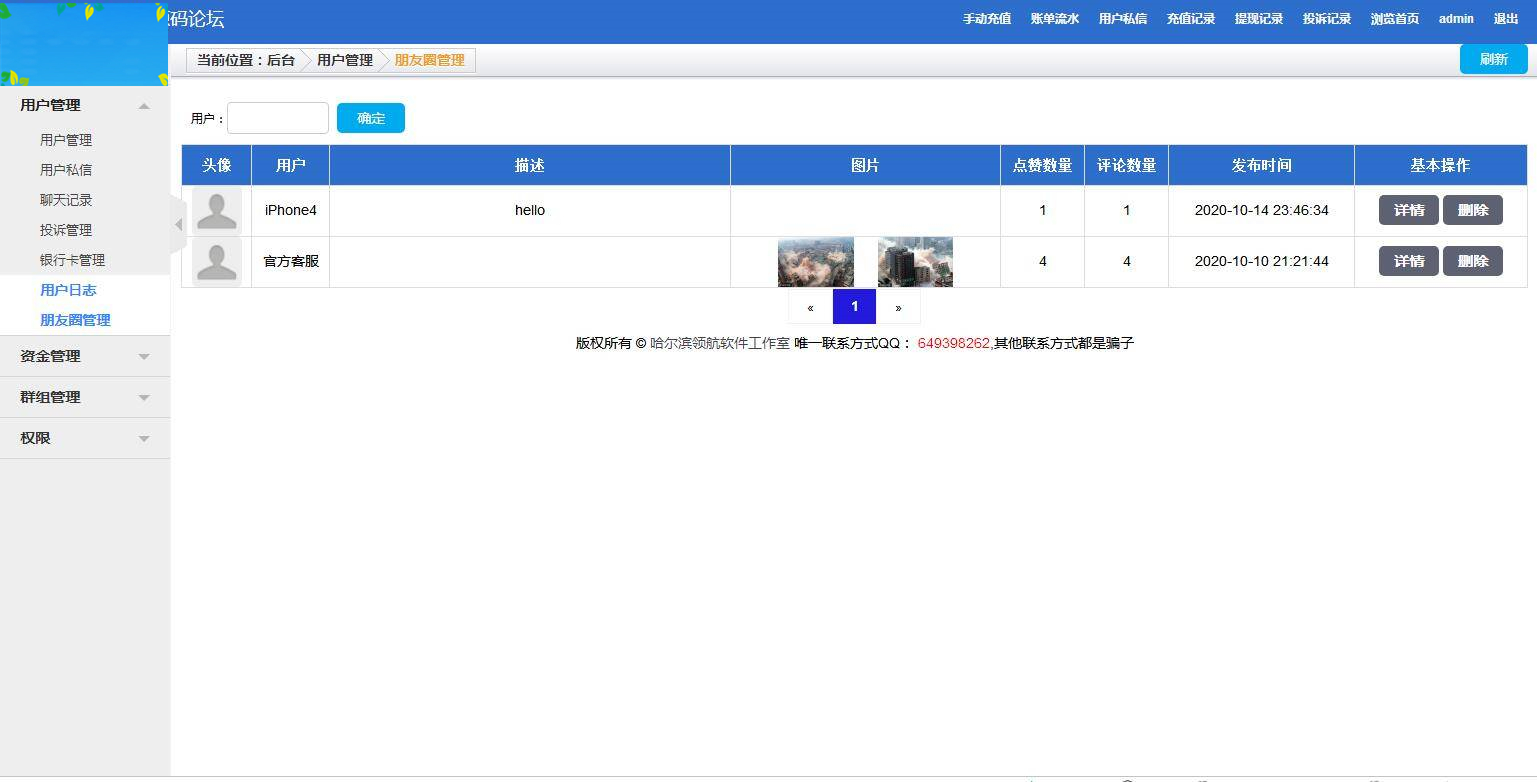 码论坛
手动充值 账单流水 用户私信 充值记录 提现记录 投诉记录 浏览首页 admin 退出
当前位置：后台 用户管理 朋友圈管理
刷新
用户管理
用户管理
用户私信
聊天记录
投诉管理
银行卡管理
用户日志
朋友圈管理
资金管理
群组管理
权限
用户： 确定
头像 用户 描述 图片 点赞数量 评论数量 发布时间 基本操作
iPhone4 hello 1 1 2020-10-14 23:46:34 详情 删除
官方客服 4 4 2020-10-10 21:21:44 详情 删除
« 1 »
版权所有 © 哈尔滨领航软件工作室 唯一联系方式QQ： 649398262,其他联系方式都是骗子